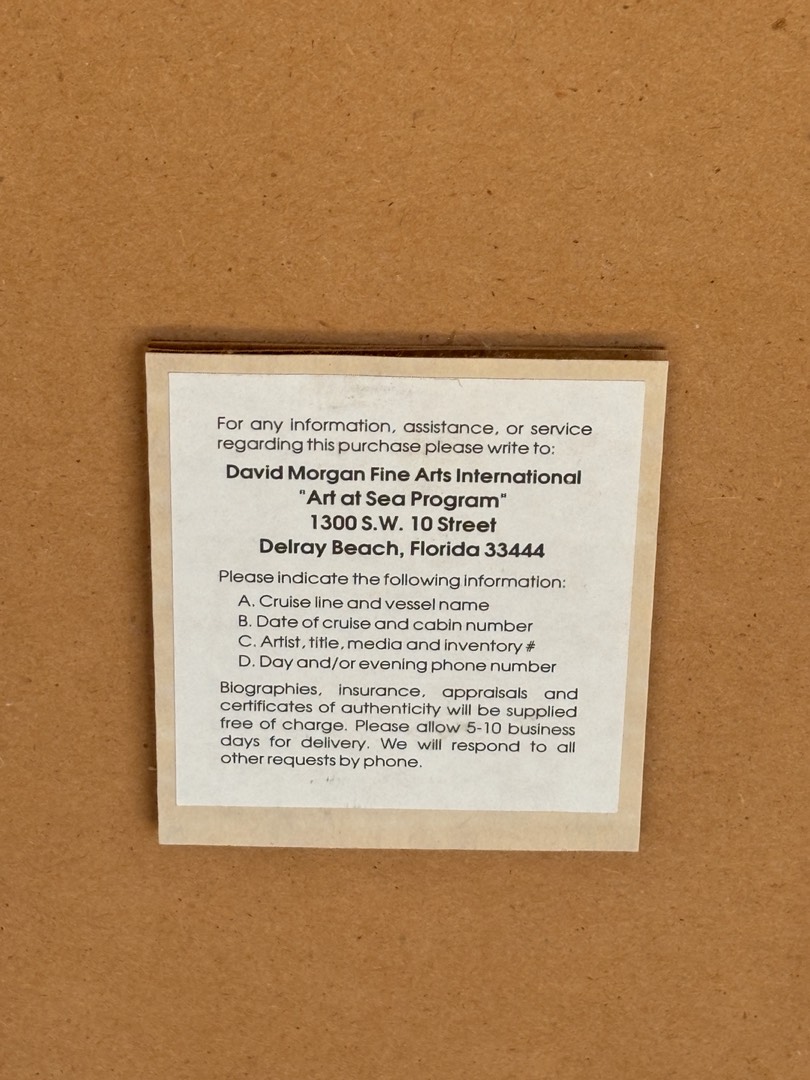 For any information, assistance, or service
regarding this purchase please write to:
David Morgan Fine Arts International
"Art at Sea Program"
1300 S.W. 10 Street
Delray Beach, Florida 33444
Please indicate the following information:
A. Cruise line and vessel name
B. Date of cruise and cabin number
C. Artist, title, media and inventory #
D. Day and/or evening phone number
Biographies, insurance, appraisals and
certificates of authenticity will be supplied
free of charge. Please allow 5-10 business
days for delivery. We will respond to all
other requests by phone.